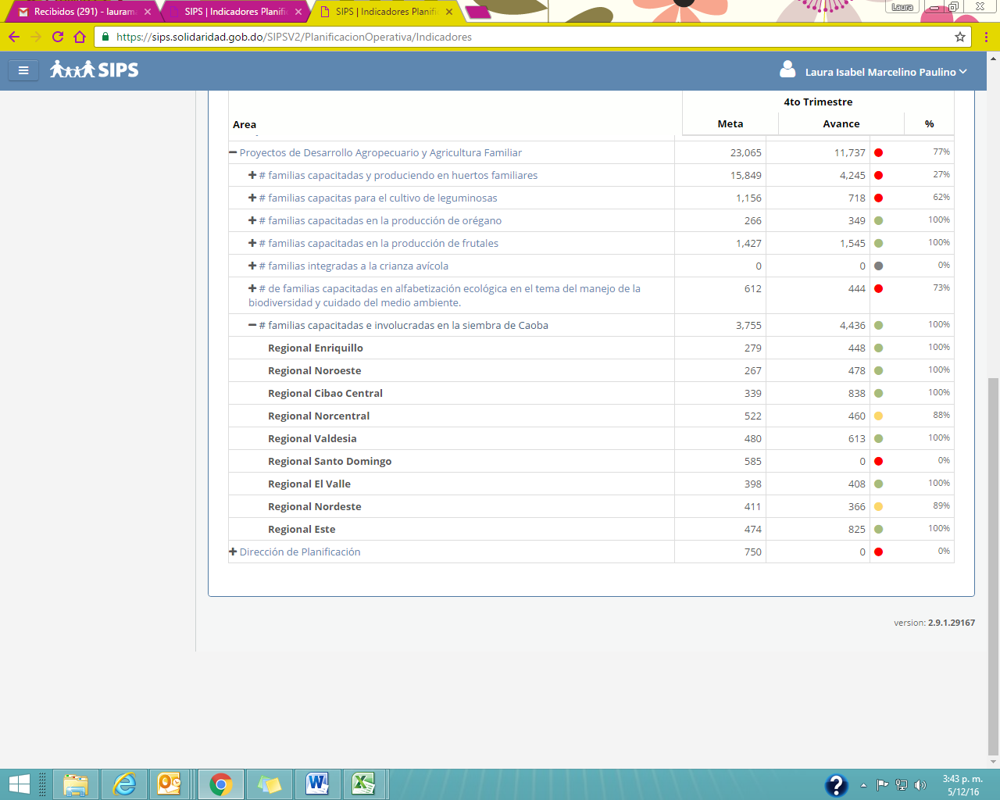 Recibidos (291) - laurama
SIPS | Indicadores Planifi
SIPS | Indicadores Planifi
Laura
https://sips.solidaridad.gob.do/SIPSV2/PlanificacionOperativa/Indicadores
SIPS
Laura Isabel Marcelino Paulino
4to Trimestre
Area Meta Avance %
Proyectos de Desarrollo Agropecuario y Agricultura Familiar 23,065 11,737 77%
# familias capacitadas y produciendo en huertos familiares 15,849 4,245 27%
# familias capacitas para el cultivo de leguminosas 1,156 718 62%
# familias capacitadas en la producción de orégano 266 349 100%
# familias capacitadas en la producción de frutales 1,427 1,545 100%
# familias integradas a la crianza avícola 0 0 0%
# de familias capacitadas en alfabetización ecológica en el tema del manejo de la 612 444 73%
biodiversidad y cuidado del medio ambiente.
# familias capacitadas e involucradas en la siembra de Caoba 3,755 4,436 100%
Regional Enriquillo 279 448 100%
Regional Noroeste 267 478 100%
Regional Cibao Central 339 838 100%
Regional Norcentral 522 460 88%
Regional Valdesia 480 613 100%
Regional Santo Domingo 585 0 0%
Regional El Valle 398 408 100%
Regional Nordeste 411 366 89%
Regional Este 474 825 100%
Dirección de Planificación 750 0 0%
version: 2.9.1.29167
3:43 p. m.
5/12/16